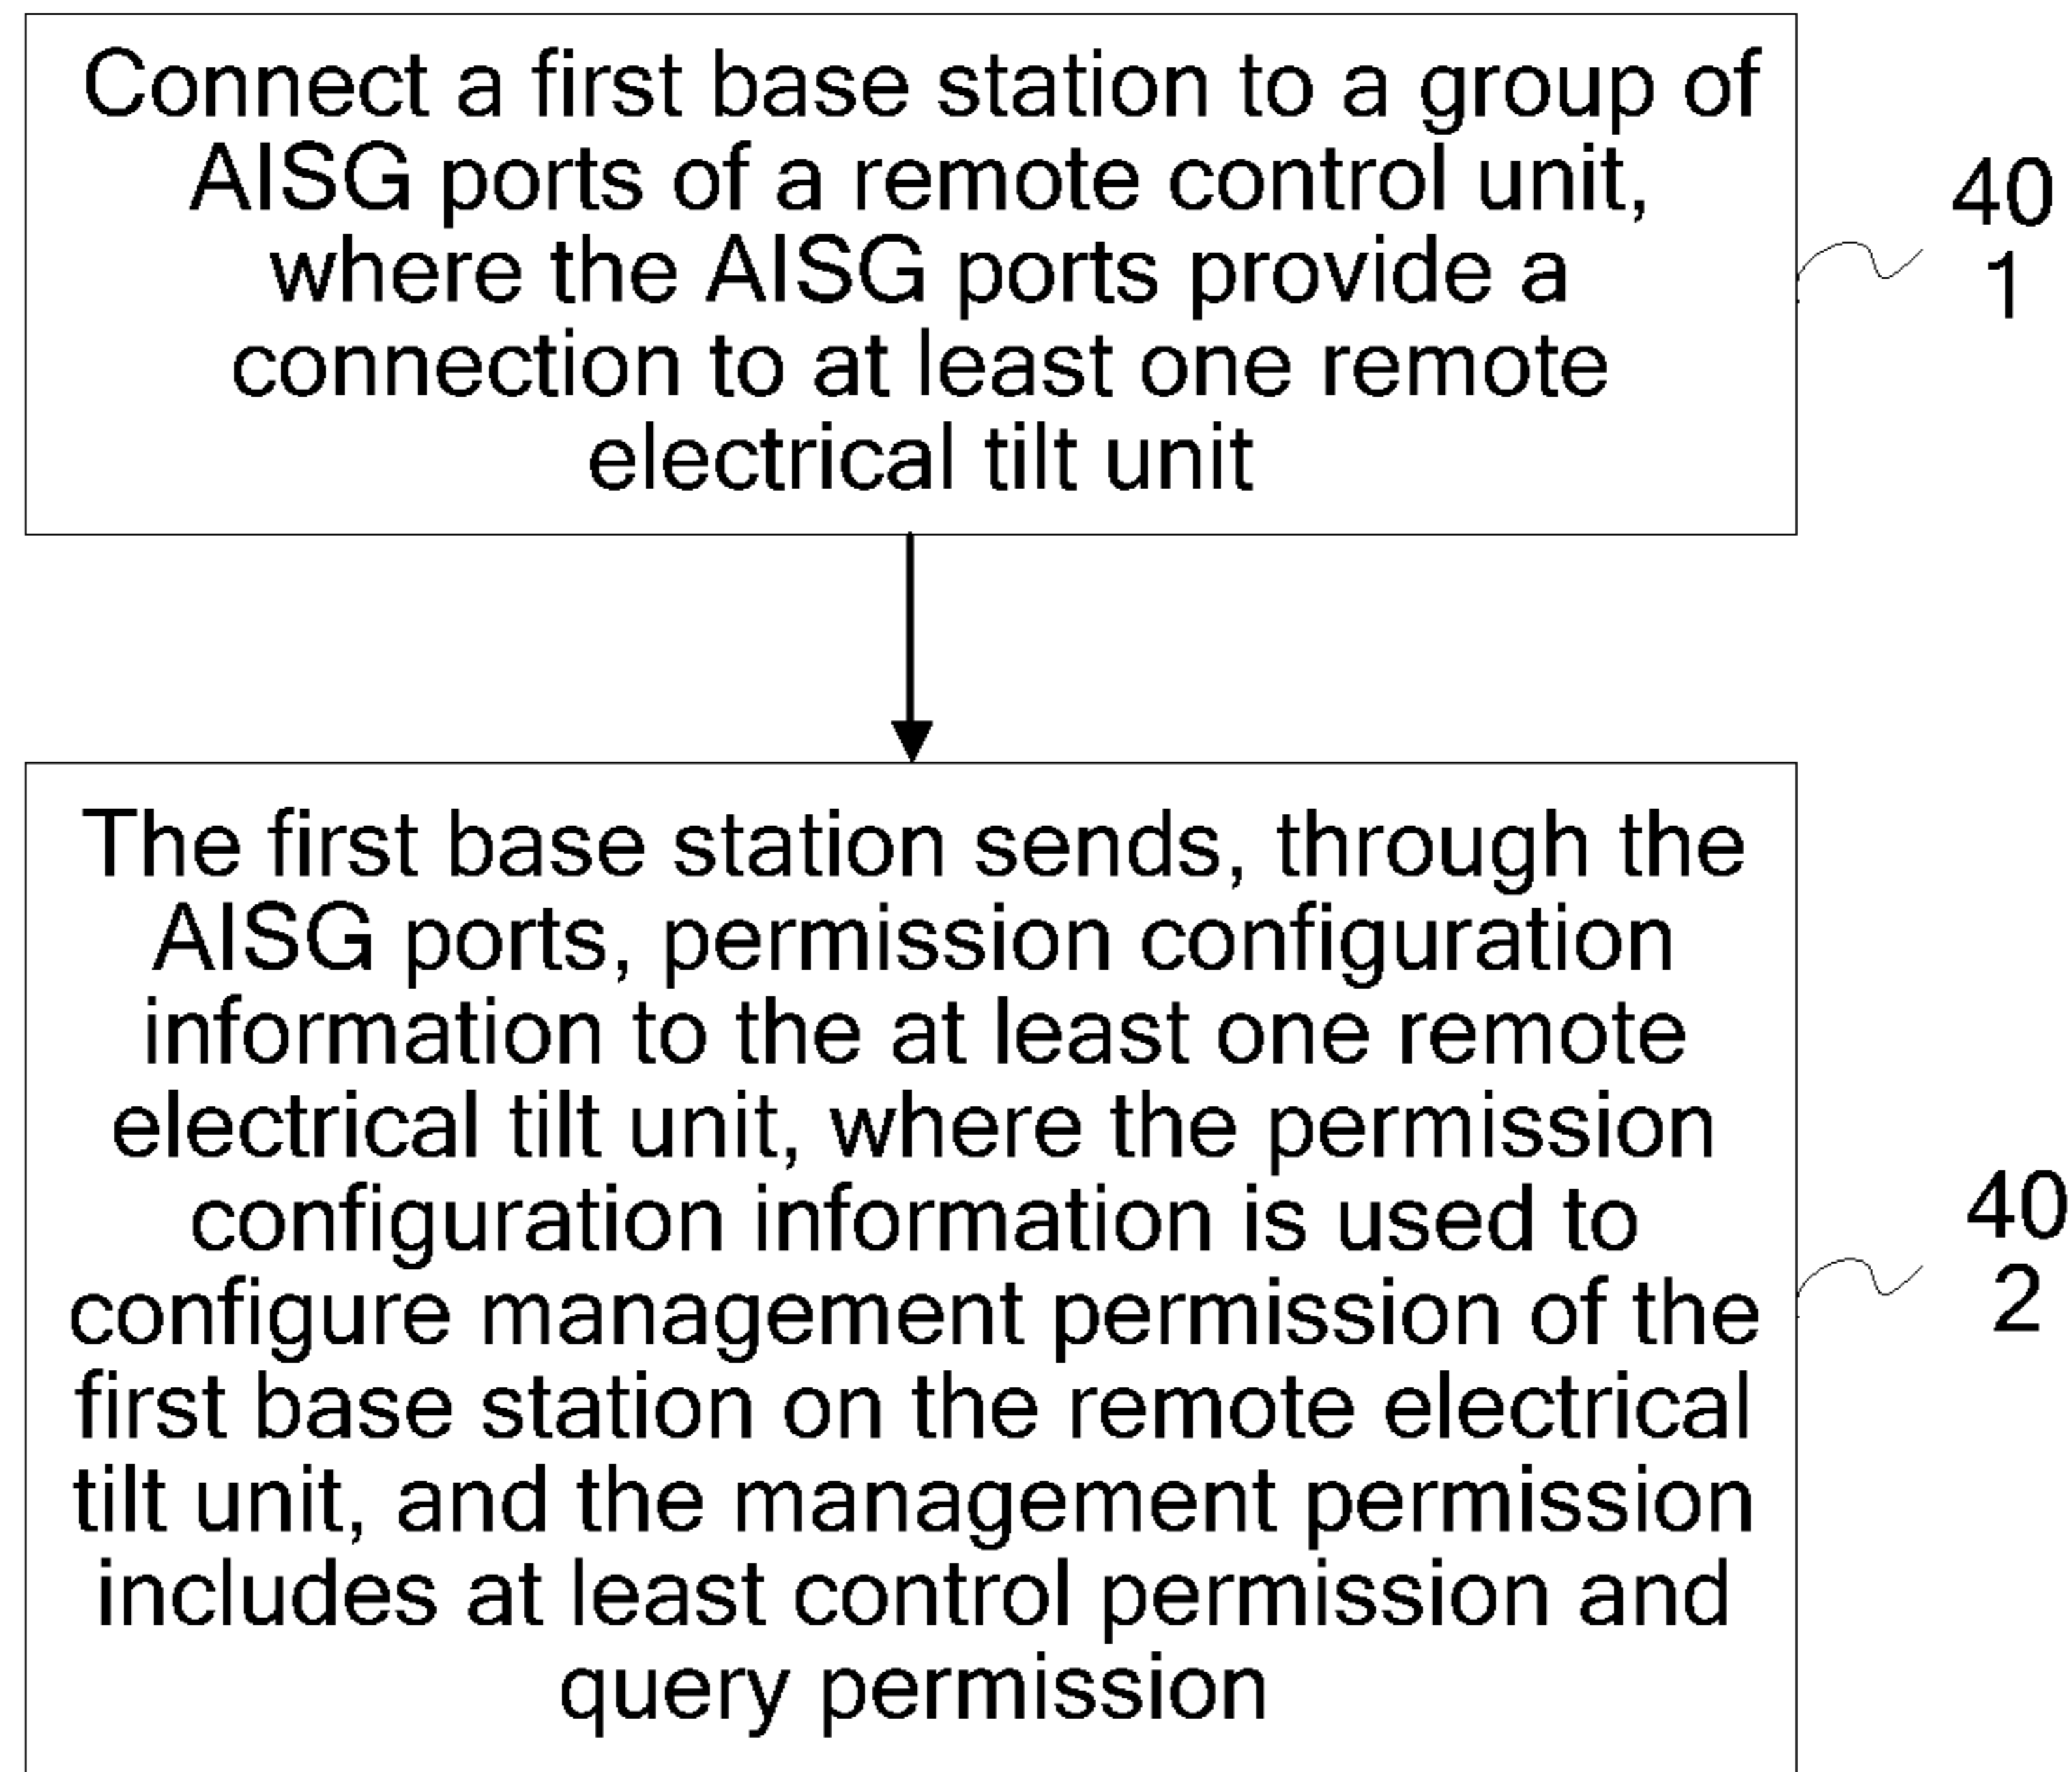 Connect a first base station to a group of
AISG ports of a remote control unit,
where the AISG ports provide a
connection to at least one remote
electrical tilt unit
40
1
The first base station sends, through the
AISG ports, permission configuration
information to the at least one remote
electrical tilt unit, where the permission
configuration information is used to
configure management permission of the
first base station on the remote electrical
tilt unit, and the management permission
includes at least control permission and
query permission
40
2